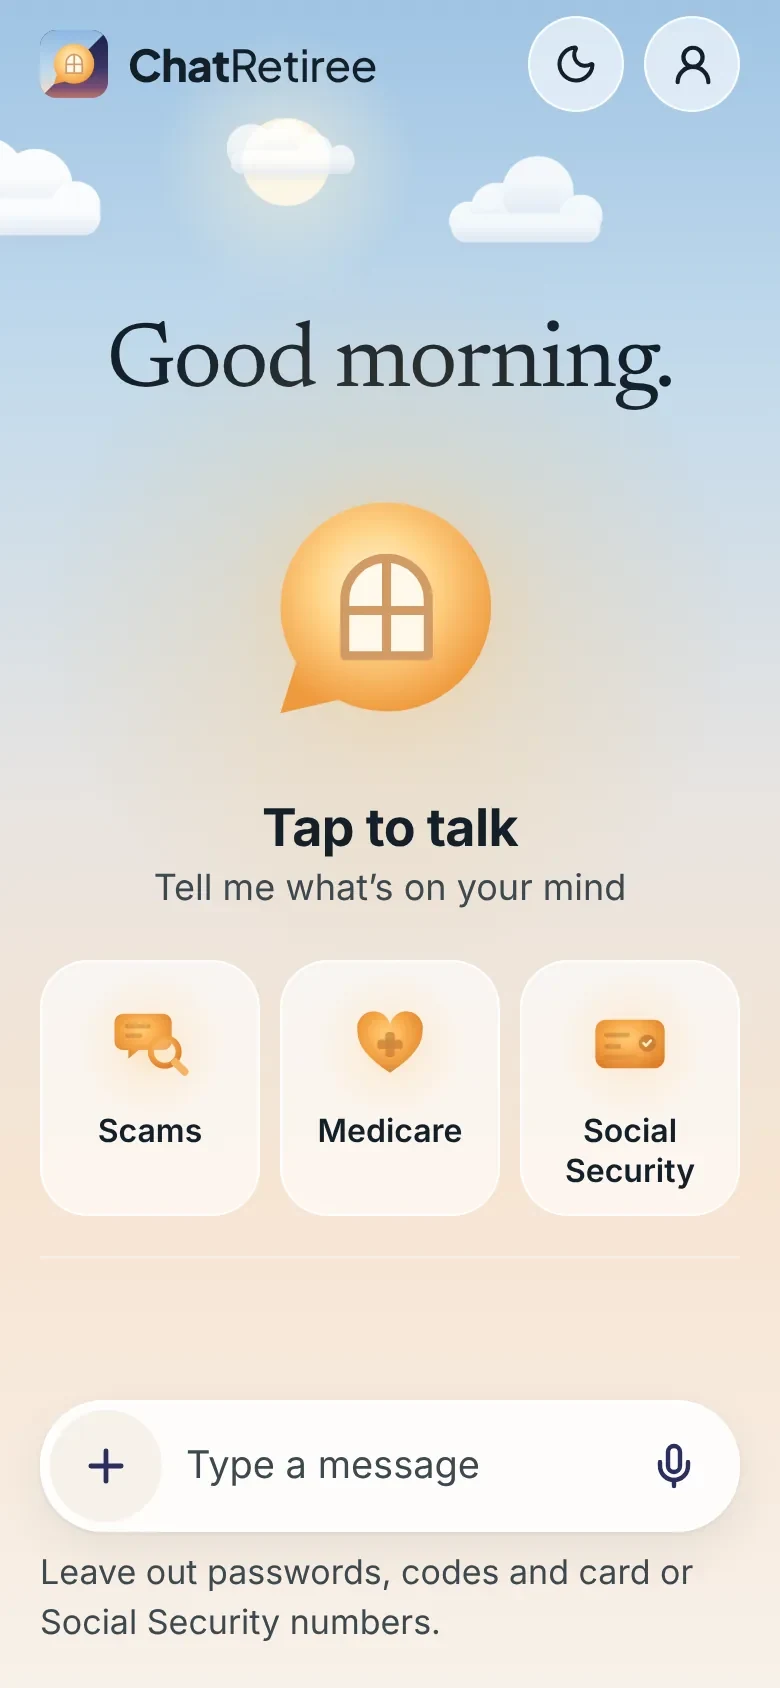 ChatRetiree
Good morning.
Tap to talk
Tell me what’s on your mind
Scams
Medicare
Social
Security
Type a message
Leave out passwords, codes and card or
Social Security numbers.